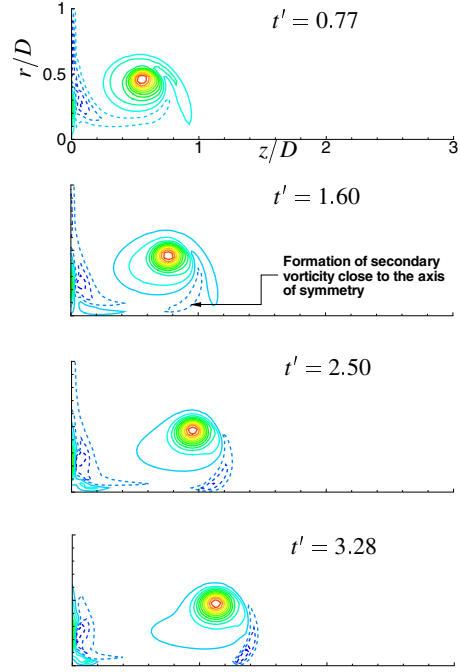 t′ = 0.77
r/D
1
0.5
0
0
1
2
3
z/D
t′ = 1.60
Formation of secondary
vorticity close to the axis
of symmetry
t′ = 2.50
t′ = 3.28